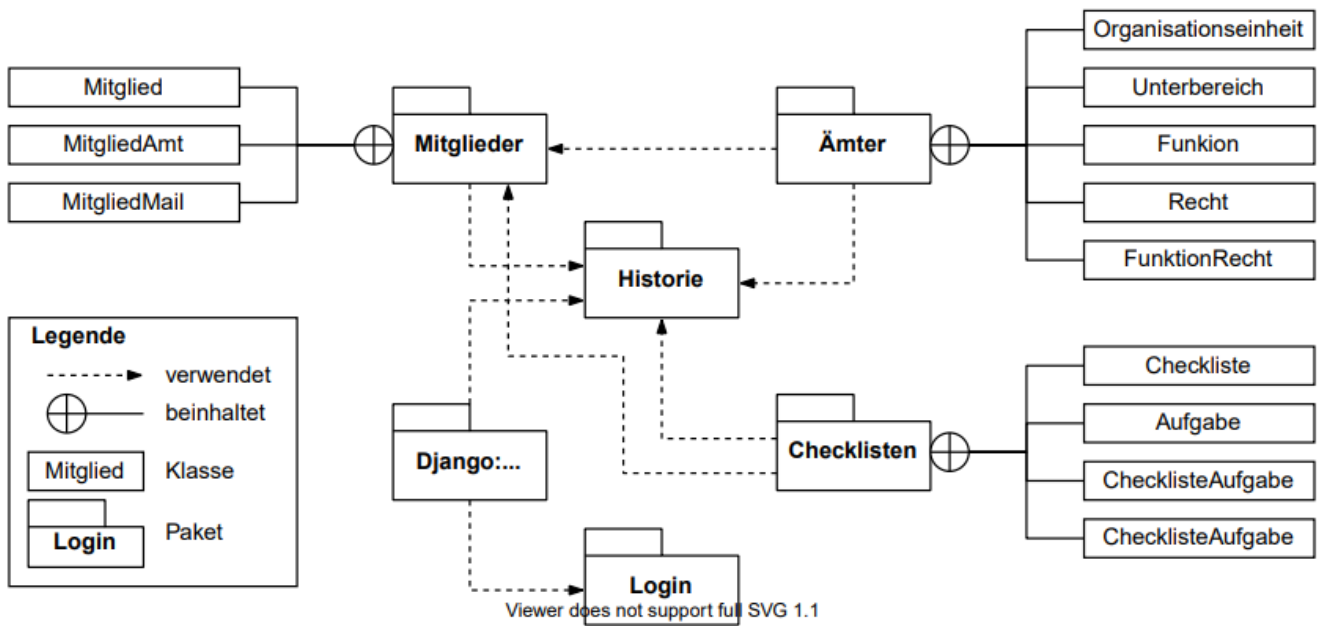 Organisationseinheit
Mitglied
Unterbereich
MitgliedAmt
Mitglieder
Ämter
Funkion
MitgliedMail
Recht
FunktionRecht
Historie
Legende
verwendet
beinhaltet
Mitglied
Klasse
Login
Paket
Django:...
Checklisten
Checkliste
Aufgabe
ChecklisteAufgabe
ChecklisteAufgabe
Login
Viewer does not support full SVG 1.1